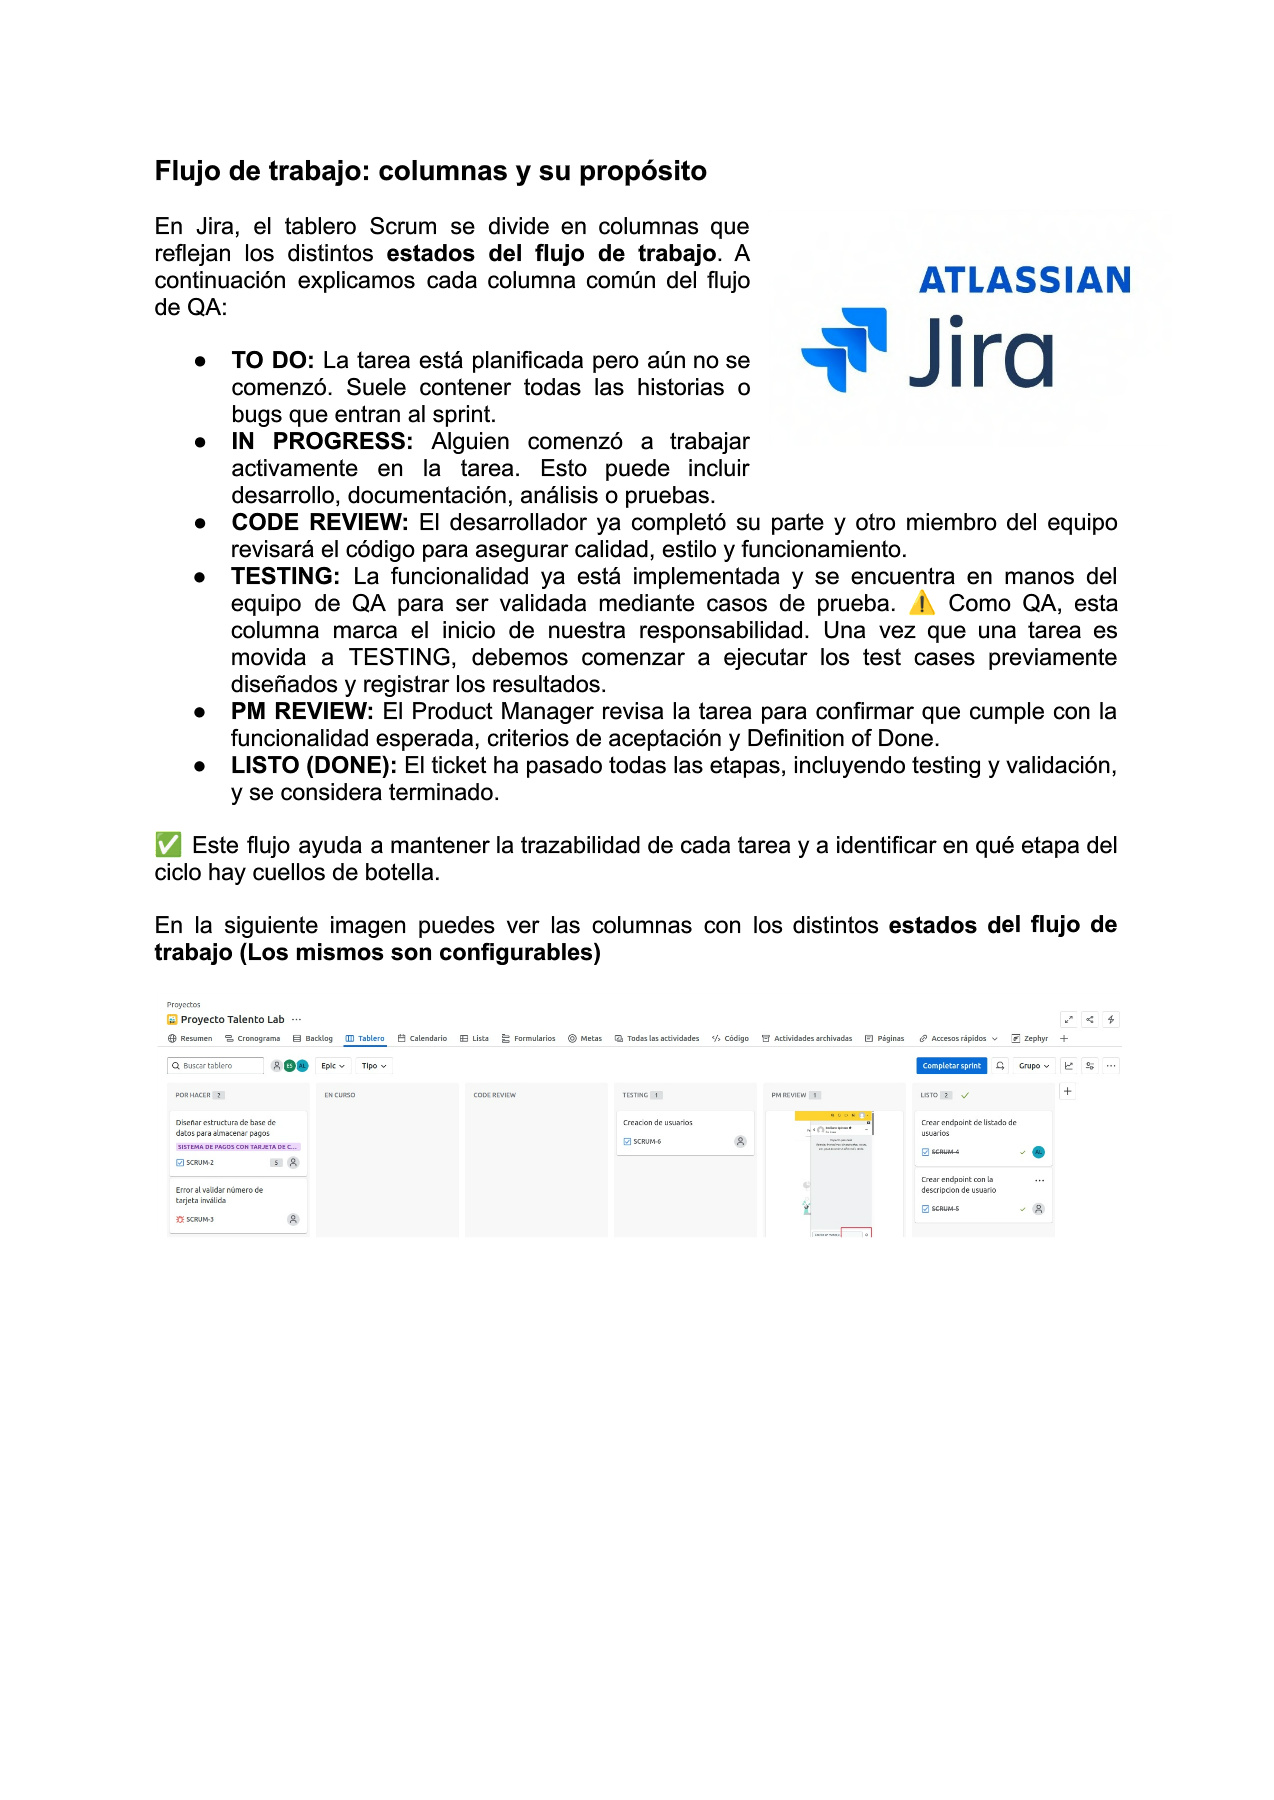 Flujo de trabajo: columnas y su propósito
En Jira, el tablero Scrum se divide en columnas que
reflejan los distintos estados del flujo de trabajo. A
continuación explicamos cada columna común del flujo
de QA:
ATLASSIAN
Jira
● TO DO: La tarea está planificada pero aún no se
comenzó. Suele contener todas las historias o
bugs que entran al sprint.
● IN PROGRESS: Alguien comenzó a trabajar
activamente en la tarea. Esto puede incluir
desarrollo, documentación, análisis o pruebas.
● CODE REVIEW: El desarrollador ya completó su parte y otro miembro del equipo
revisará el código para asegurar calidad, estilo y funcionamiento.
● TESTING: La funcionalidad ya está implementada y se encuentra en manos del
equipo de QA para ser validada mediante casos de prueba. ⚠️ Como QA, esta
columna marca el inicio de nuestra responsabilidad. Una vez que una tarea es
movida a TESTING, debemos comenzar a ejecutar los test cases previamente
diseñados y registrar los resultados.
● PM REVIEW: El Product Manager revisa la tarea para confirmar que cumple con la
funcionalidad esperada, criterios de aceptación y Definition of Done.
● LISTO (DONE): El ticket ha pasado todas las etapas, incluyendo testing y validación,
y se considera terminado.
✅ Este flujo ayuda a mantener la trazabilidad de cada tarea y a identificar en qué etapa del
ciclo hay cuellos de botella.
En la siguiente imagen puedes ver las columnas con los distintos estados del flujo de
trabajo (Los mismos son configurables)
Proyectos
Proyecto Talento Lab ···
Resumen Cronograma Backlog Tablero Calendario Lista Formularios Metas Todas las actividades Código Actividades archivadas Páginas Accesos rápidos Zephyr +
Buscar tablero ES AL Epic Tipo Completar sprint Grupo ···
POR HACER 2 EN CURSO CODE REVIEW TESTING 1 PM REVIEW 1 LISTO 2 ✓ +
Diseñar estructura de base de
datos para almacenar pagos
SISTEMA DE PAGOS CON TARJETA DE C...
SCRUM-2 5
Error al validar número de
tarjeta inválida
SCRUM-3
Creacion de usuarios
SCRUM-6
Crear endpoint de listado de
usuarios
SCRUM-4 AL
Crear endpoint con la ···
descripcion de usuario
SCRUM-5